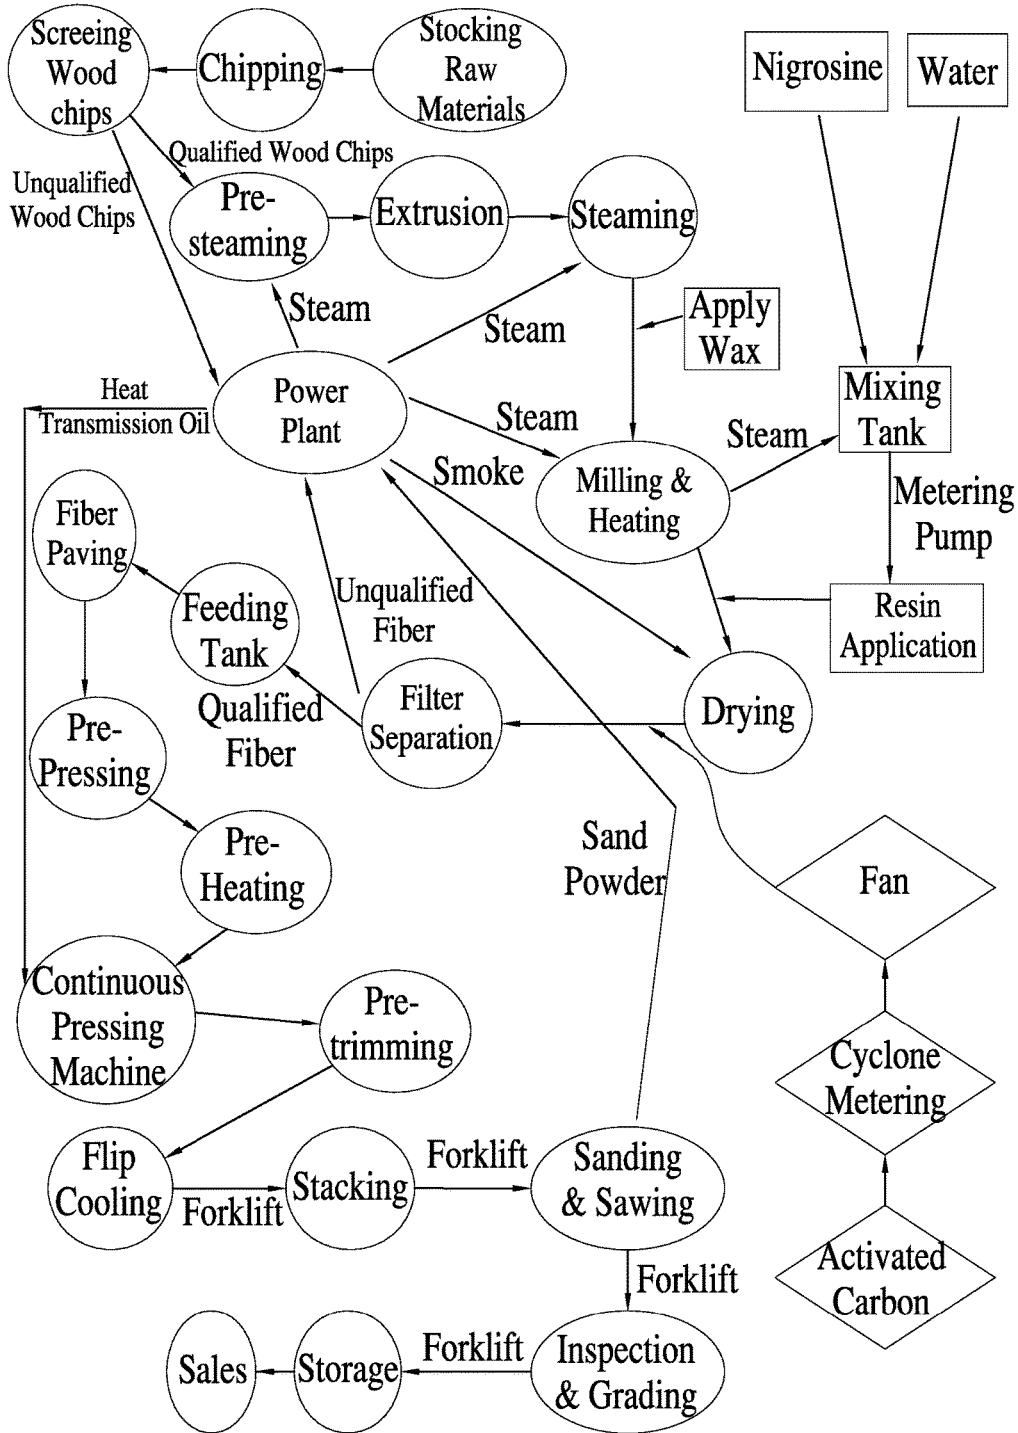 Screeing
Wood
chips
Chipping
Stocking
Raw
Materials
Nigrosine
Water
Qualified Wood Chips
Unqualified
Wood Chips
Pre-
steaming
Extrusion
Steaming
Steam
Steam
Apply
Wax
Heat
Transmission Oil
Power
Plant
Steam
Steam
Mixing
Tank
Smoke
Milling &
Heating
Metering
Pump
Fiber
Paving
Feeding
Tank
Unqualified
Fiber
Resin
Application
Qualified
Fiber
Filter
Separation
Drying
Pre-
Pressing
Pre-
Heating
Sand
Powder
Fan
Continuous
Pressing
Machine
Pre-
trimming
Cyclone
Metering
Flip
Cooling
Forklift
Stacking
Forklift
Sanding
& Sawing
Activated
Carbon
Forklift
Sales
Storage
Forklift
Inspection
& Grading